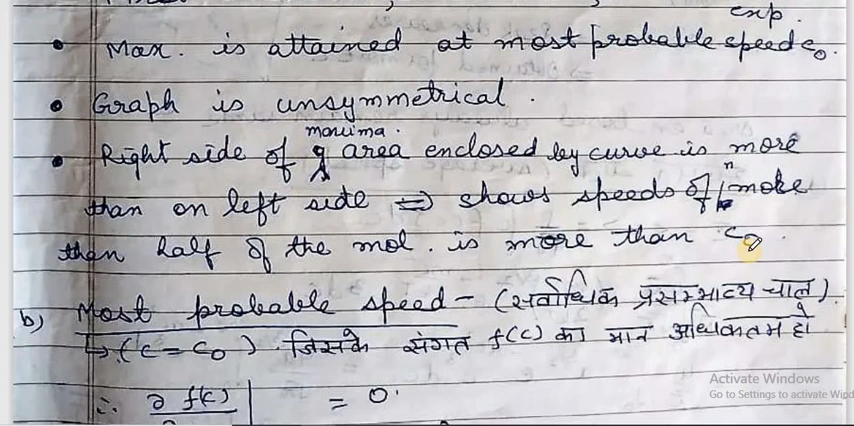 exp.
• Max. is attained at most probable speed c₀.
• Graph is unsymmetrical.
maxima.
• Right side of area enclosed by curve is more
than on left side ⇒ shows speeds of more
than half of the mol. is more than c₀.
b) Most probable speed - (सर्वाधिक प्रसम्भाव्य चाल)
↳ (c = c₀) जिसके संगत f(c) का मान अधिकतम हो
∴ ∂ f(c) | = 0
Activate Windows
Go to Settings to activate Wind